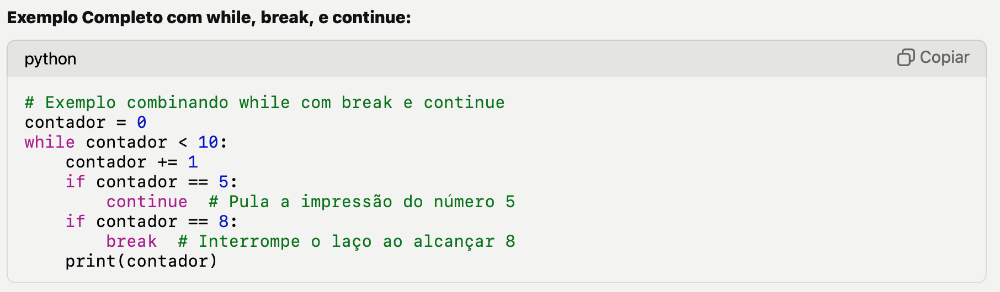 Exemplo Completo com while, break, e continue:
python
Copiar
# Exemplo combinando while com break e continue
contador = 0
while contador < 10:
    contador += 1
    if contador == 5:
        continue  # Pula a impressão do número 5
    if contador == 8:
        break  # Interrompe o laço ao alcançar 8
    print(contador)